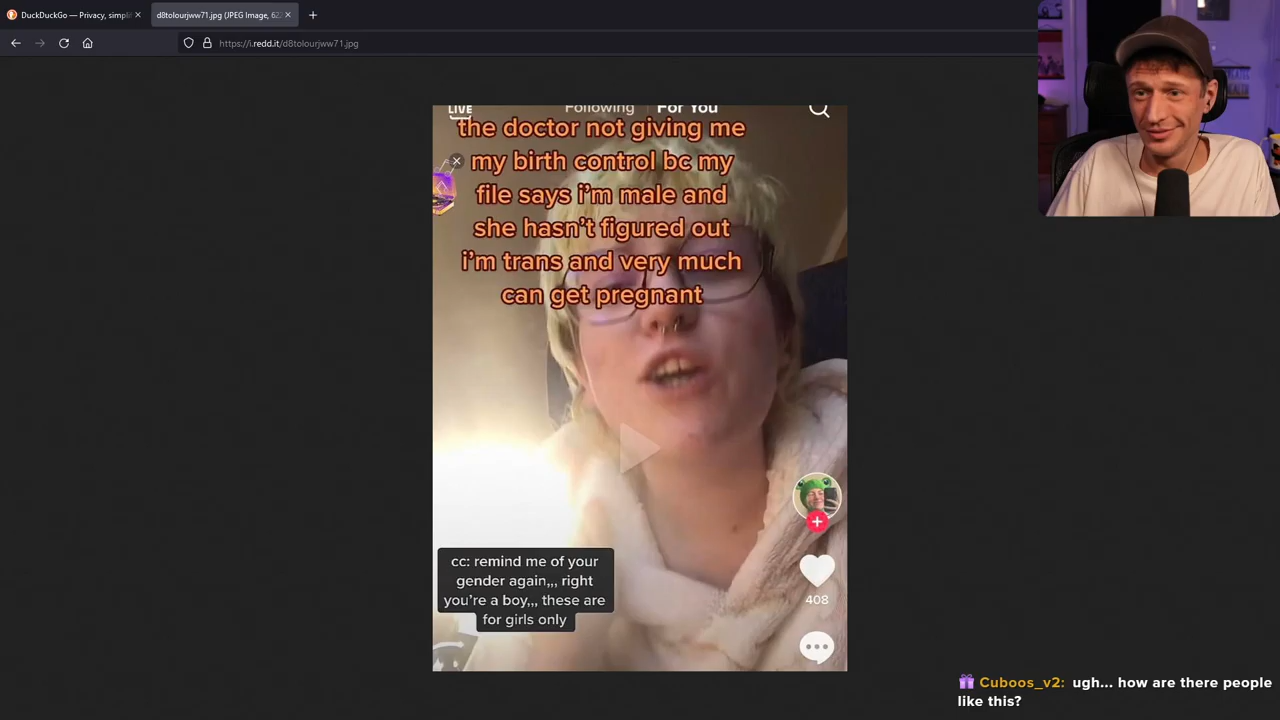 DuckDuckGo — Privacy, simplif
d8tolourjww71.jpg (JPEG Image, 62
https://i.redd.it/d8tolourjww71.jpg
LIVE
Following
For You
the doctor not giving me
my birth control bc my
file says i'm male and
she hasn't figured out
i'm trans and very much
can get pregnant
cc: remind me of your
gender again,,, right
you're a boy,,, these are
for girls only
408
Cuboos_v2: ugh... how are there people
like this?